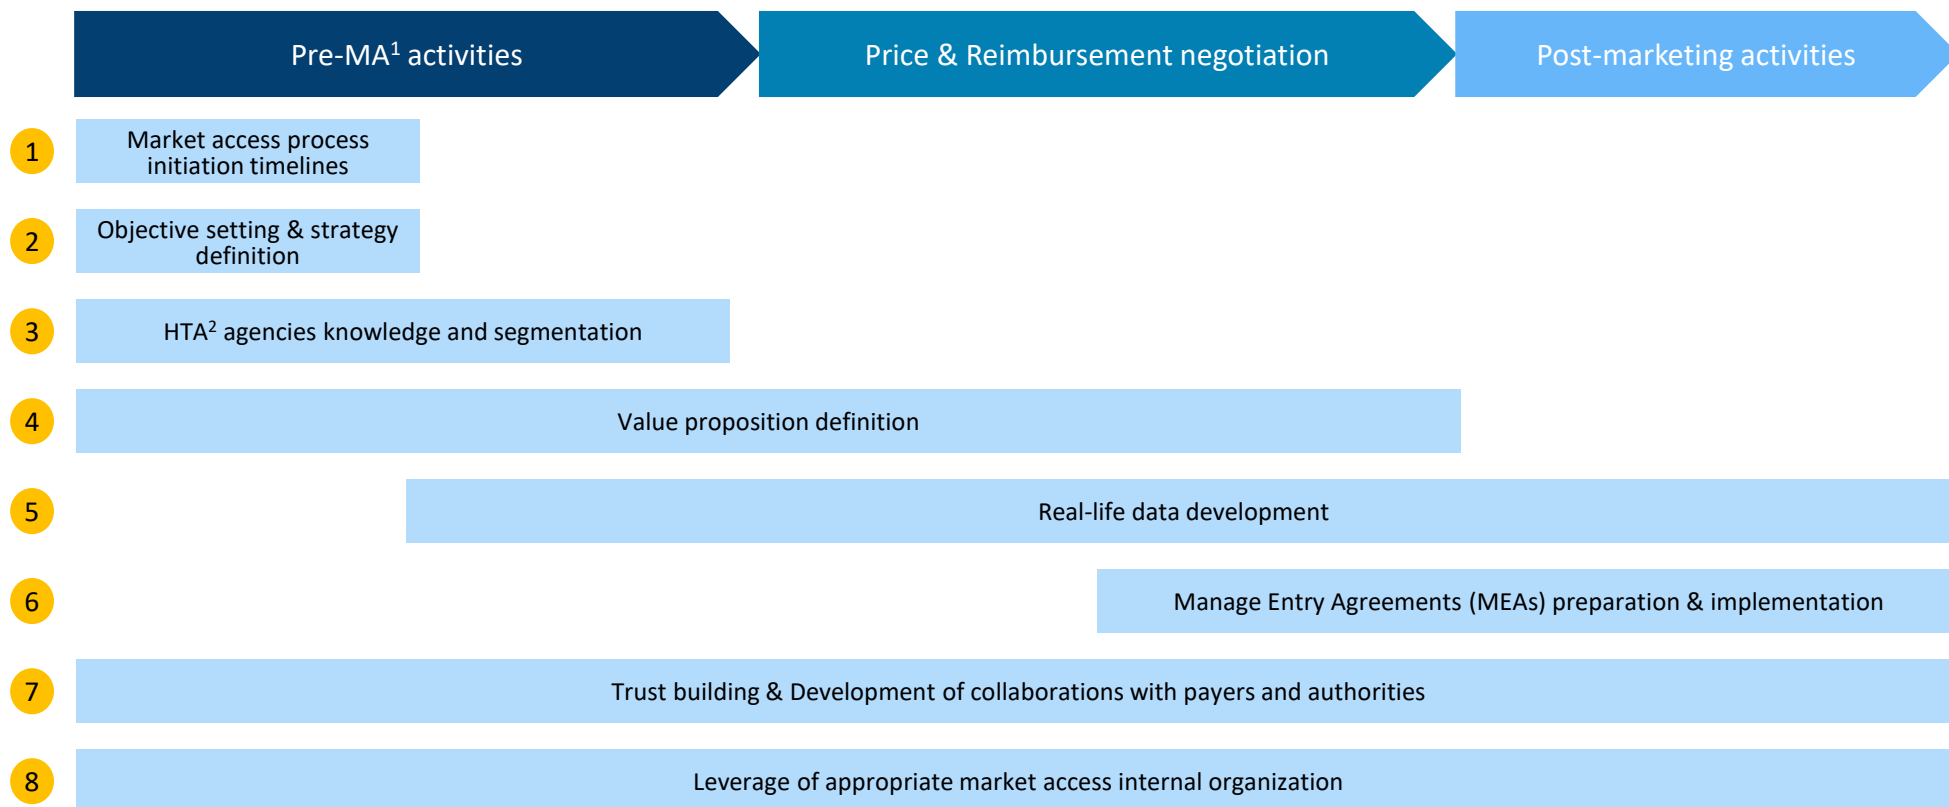 Pre-MA¹ activities
Price & Reimbursement negotiation
Post-marketing activities
1
Market access process
initiation timelines
2
Objective setting & strategy
definition
3
HTA² agencies knowledge and segmentation
4
Value proposition definition
5
Real-life data development
6
Manage Entry Agreements (MEAs) preparation & implementation
7
Trust building & Development of collaborations with payers and authorities
8
Leverage of appropriate market access internal organization